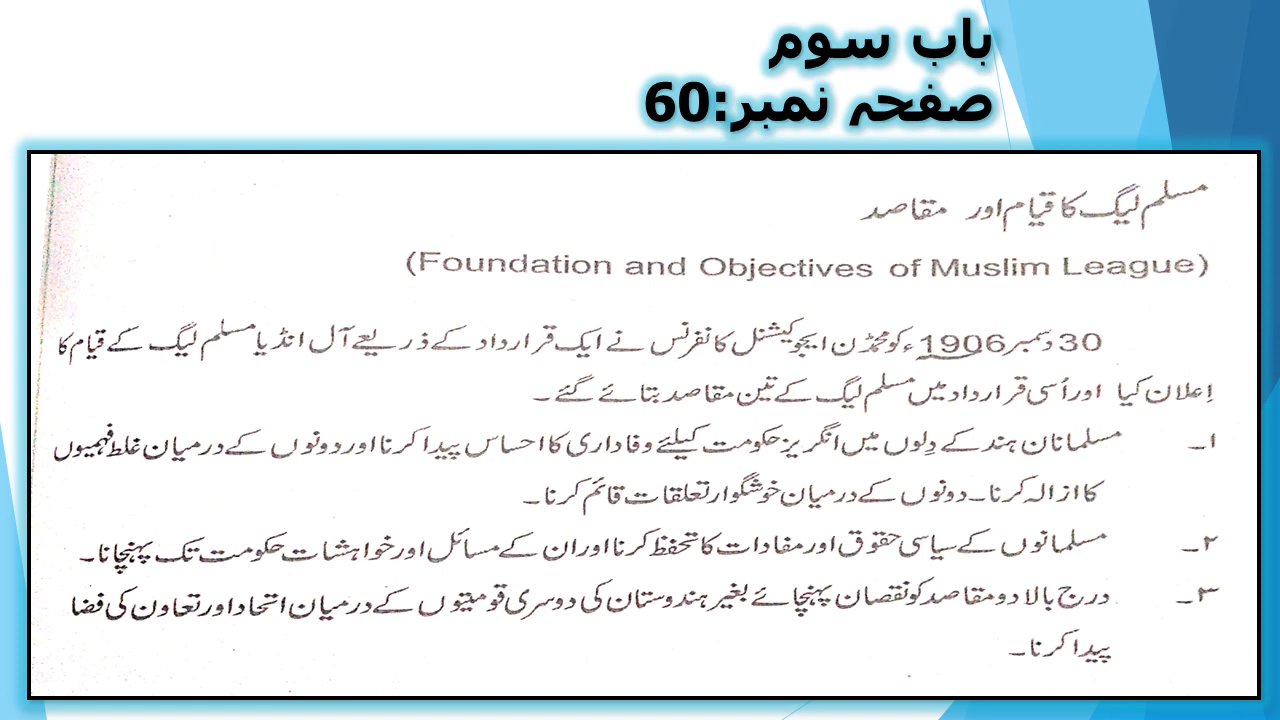 باب سوم
صفحہ نمبر:60
مسلم لیگ کا قیام اور مقاصد
(Foundation and Objectives of Muslim League)
30 دسمبر 1906ء کو محمڈن ایجوکیشنل کانفرنس نے ایک قرارداد کے ذریعے آل انڈیا مسلم لیگ کے قیام کا
اِعلان کیا اور اُسی قرارداد میں مسلم لیگ کے تین مقاصد بتائے گئے ۔
۱۔ مسلمانان ہند کے دِلوں میں انگریز حکومت کیلئے وفاداری کا احساس پیدا کرنا اور دونوں کے درمیان غلط فہمیوں
کا ازالہ کرنا۔ دونوں کے درمیان خوشگوار تعلقات قائم کرنا۔
۲۔ مسلمانوں کے سیاسی حقوق اور مفادات کا تحفظ کرنا اور ان کے مسائل اور خواہشات حکومت تک پہنچانا۔
۳۔ درج بالا دو مقاصد کو نقصان پہنچائے بغیر ہندوستان کی دوسری قومیتوں کے درمیان اتحاد اور تعاون کی فضا
پیدا کرنا۔